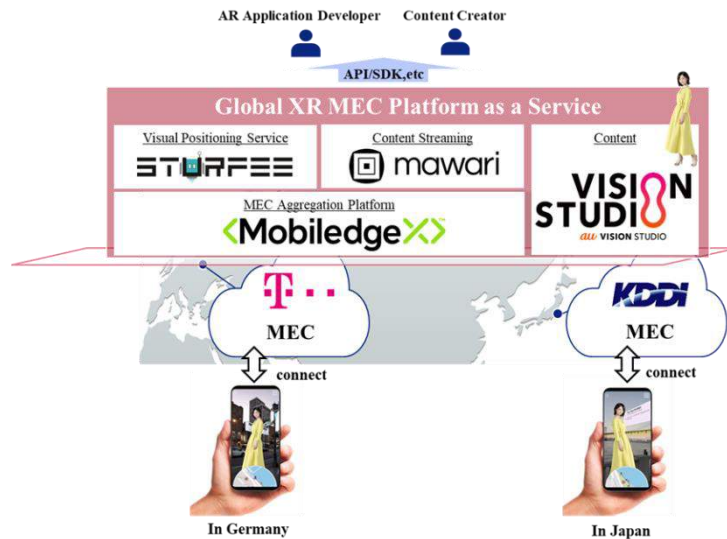 AR Application Developer
Content Creator
API/SDK,etc
Global XR MEC Platform as a Service
Visual Positioning Service
STURFEE
Content Streaming
mawari
Content
VISION
STUDIO
au VISION STUDIO
MEC Aggregation Platform
<MobiledgeX>™
T
MEC
KDDI
MEC
connect
connect
In Germany
In Japan